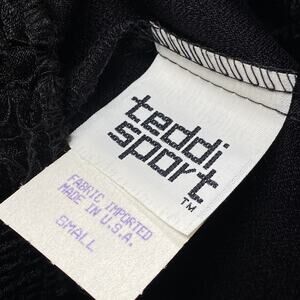 teddi
sport
TM
FABRIC IMPORTED
MADE IN U.S.A.
SMALL